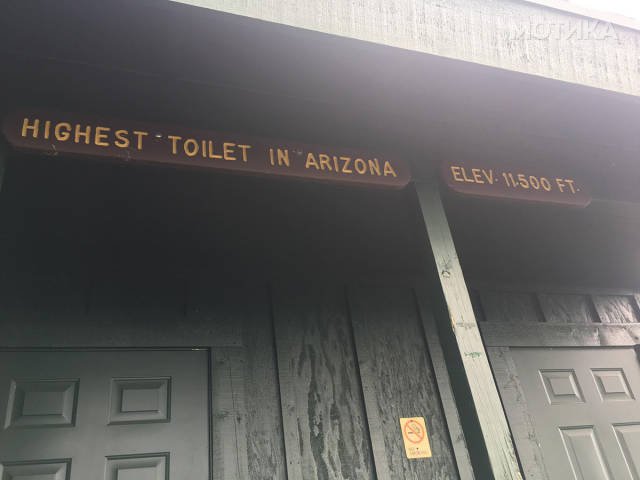 МОТИКА
HIGHEST TOILET IN ARIZONA
ELEV. 11,500 FT.